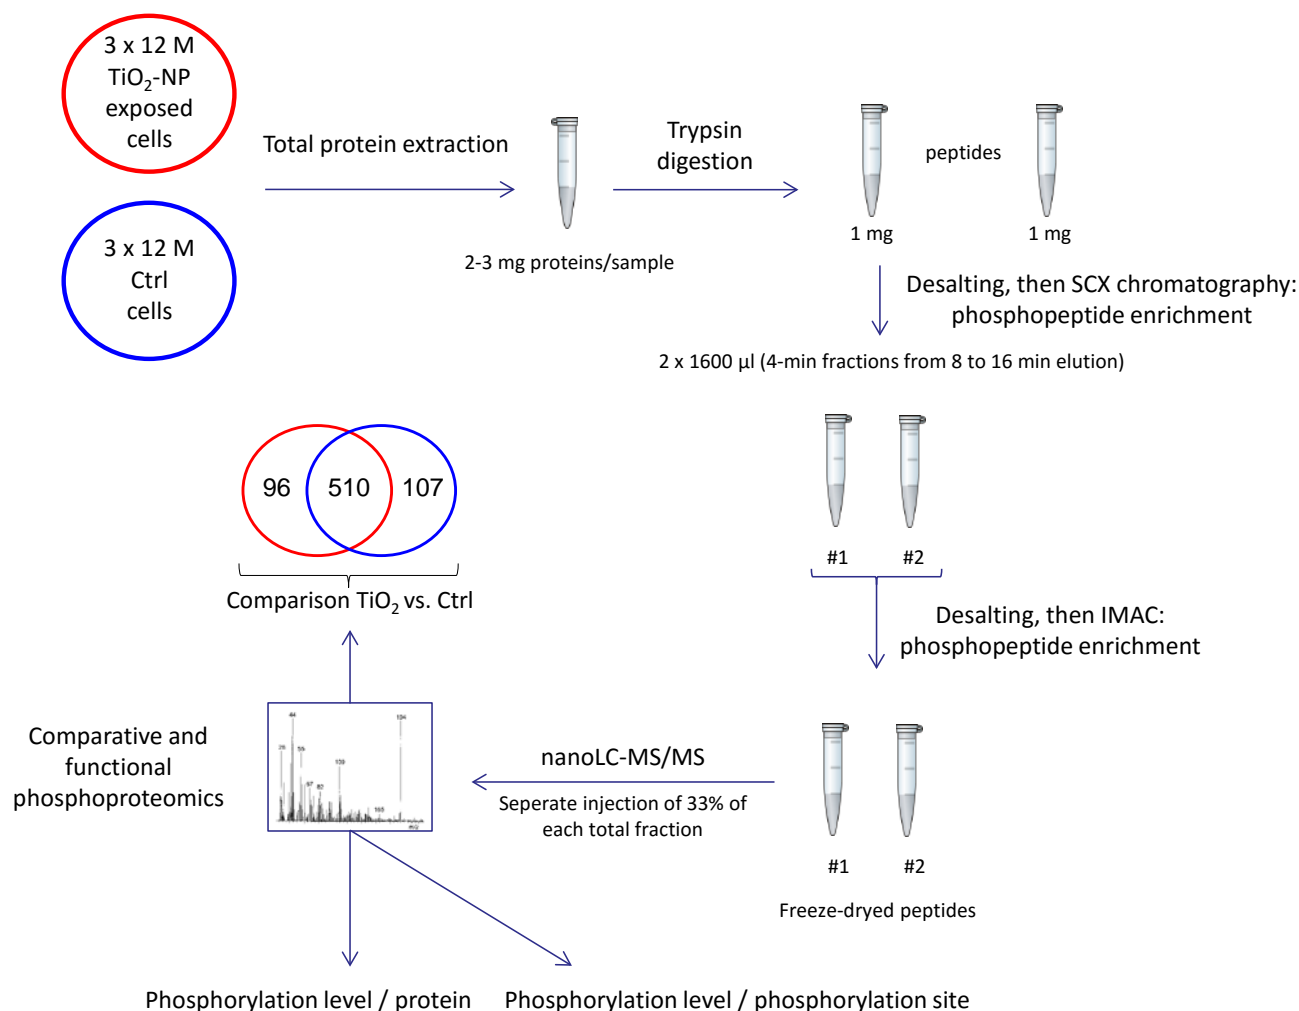 3 x 12 M
TiO₂-NP
exposed
cells
Total protein extraction
Trypsin
digestion
peptides
1 mg
1 mg
3 x 12 M
Ctrl
cells
2-3 mg proteins/sample
Desalting, then SCX chromatography:
phosphopeptide enrichment
2 x 1600 µl (4-min fractions from 8 to 16 min elution)
96
510
107
#1
#2
Comparison TiO₂ vs. Ctrl
Desalting, then IMAC:
phosphopeptide enrichment
Comparative and
functional
phosphoproteomics
nanoLC-MS/MS
Seperate injection of 33% of
each total fraction
#1
#2
Freeze-dried peptides
Phosphorylation level / protein
Phosphorylation level / phosphorylation site